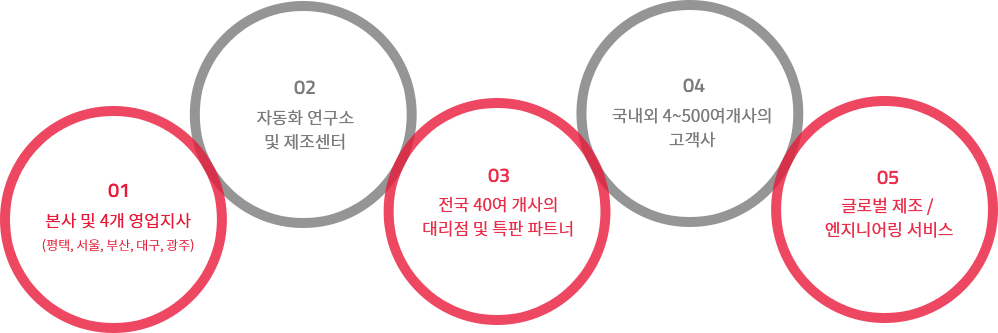 01
본사 및 4개 영업지사
(평택, 서울, 부산, 대구, 광주)
02
자동화 연구소
및 제조센터
03
전국 40여 개사의
대리점 및 특판 파트너
04
국내외 4~500여개사의
고객사
05
글로벌 제조 /
엔지니어링 서비스